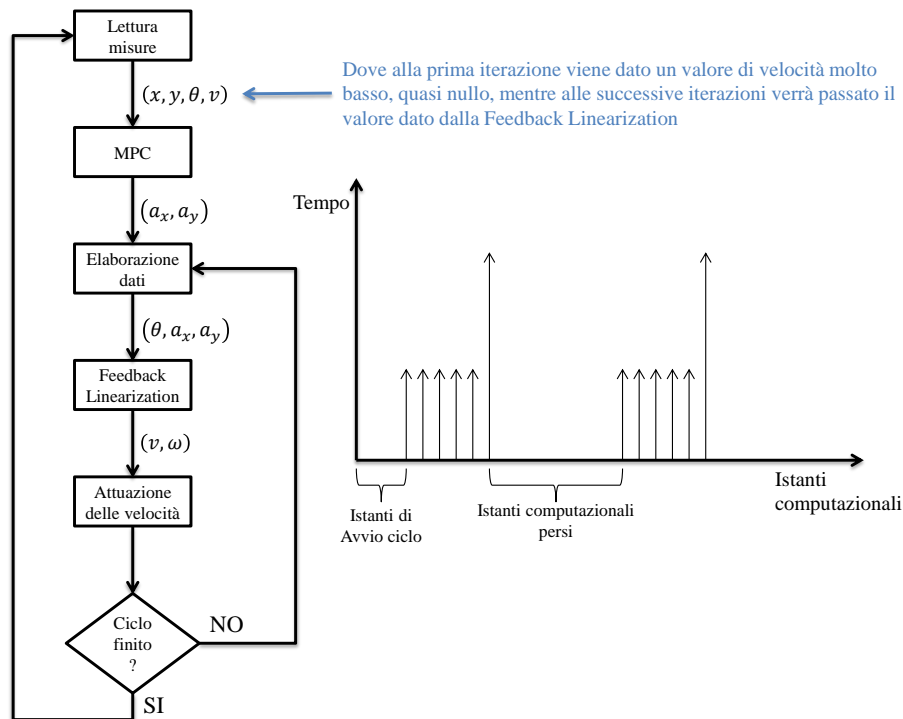 Lettura
misure
(x, y, θ, v)
Dove alla prima iterazione viene dato un valore di velocità molto
basso, quasi nullo, mentre alle successive iterazioni verrà passato il
valore dato dalla Feedback Linearization
MPC
(aₓ, a_y)
Elaborazione
dati
(θ, aₓ, a_y)
Feedback
Linearization
(v, ω)
Attuazione
delle velocità
Ciclo
finito
?
NO
SI
Tempo
Istanti
computazionali
Istanti di
Avvio ciclo
Istanti computazionali
persi